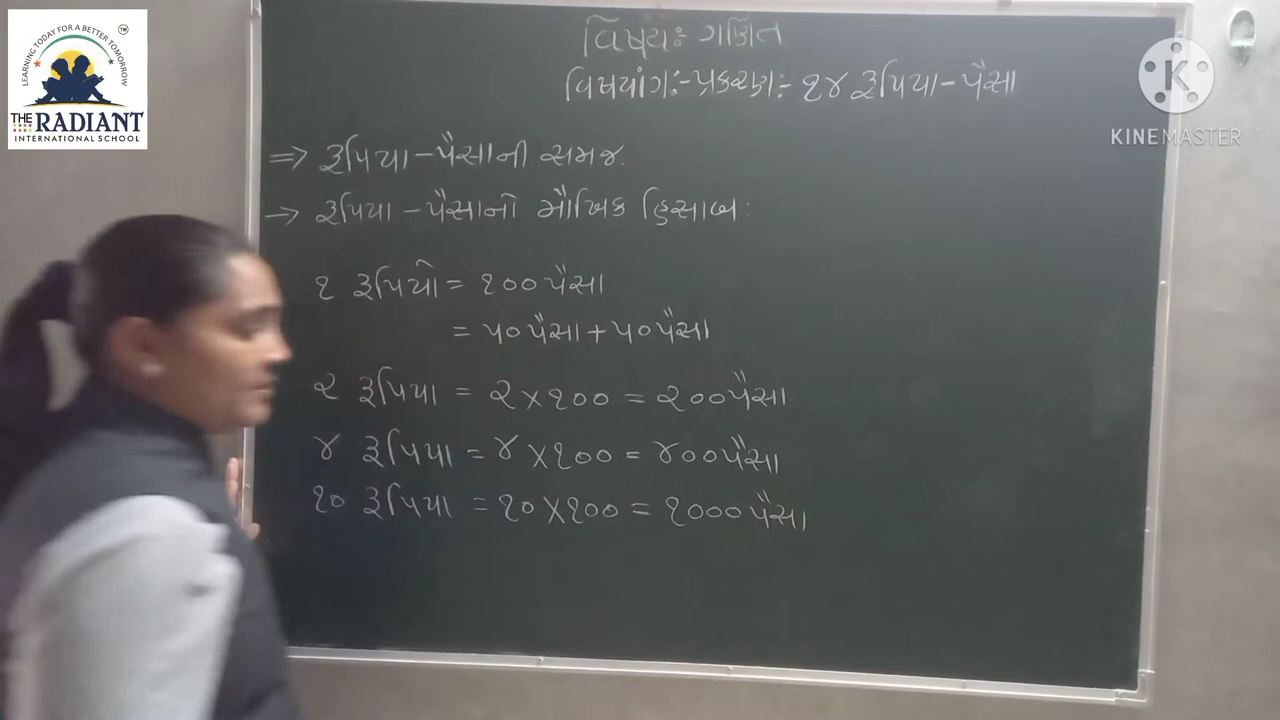 LEARNING TODAY FOR A BETTER TOMORROW
TM
THE RADIANT
INTERNATIONAL SCHOOL
વિષયઃ ગણિત
વિષયાંગ:- પ્રકરણ:- ૧૪ રૂપિયા - પૈસા
K
KINEMASTER
=> રૂપિયા - પૈસાની સમજ.
-> રૂપિયા - પૈસાનો મૌખિક હિસાબ:
૧ રૂપિયો = ૧૦૦ પૈસા
= ૫૦ પૈસા + ૫૦ પૈસા
૨ રૂપિયા = ૨ × ૧૦૦ = ૨૦૦ પૈસા
૪ રૂપિયા = ૪ × ૧૦૦ = ૪૦૦ પૈસા
૧૦ રૂપિયા = ૧૦ × ૧૦૦ = ૧૦૦૦ પૈસા